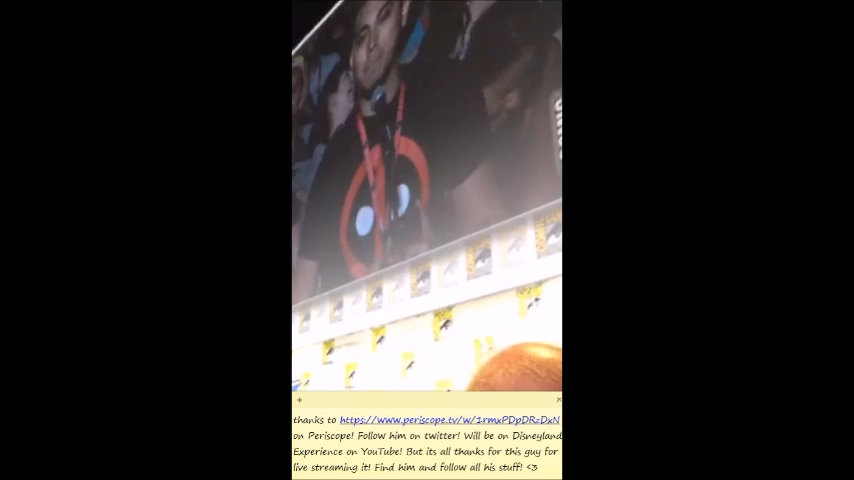 thanks to https://www.periscope.tv/w/1rmxPDpDRzDxN
on Periscope! Follow him on twitter! Will be on Disneyland
Experience on YouTube! But its all thanks for this guy for
live streaming it! Find him and follow all his stuff! <3